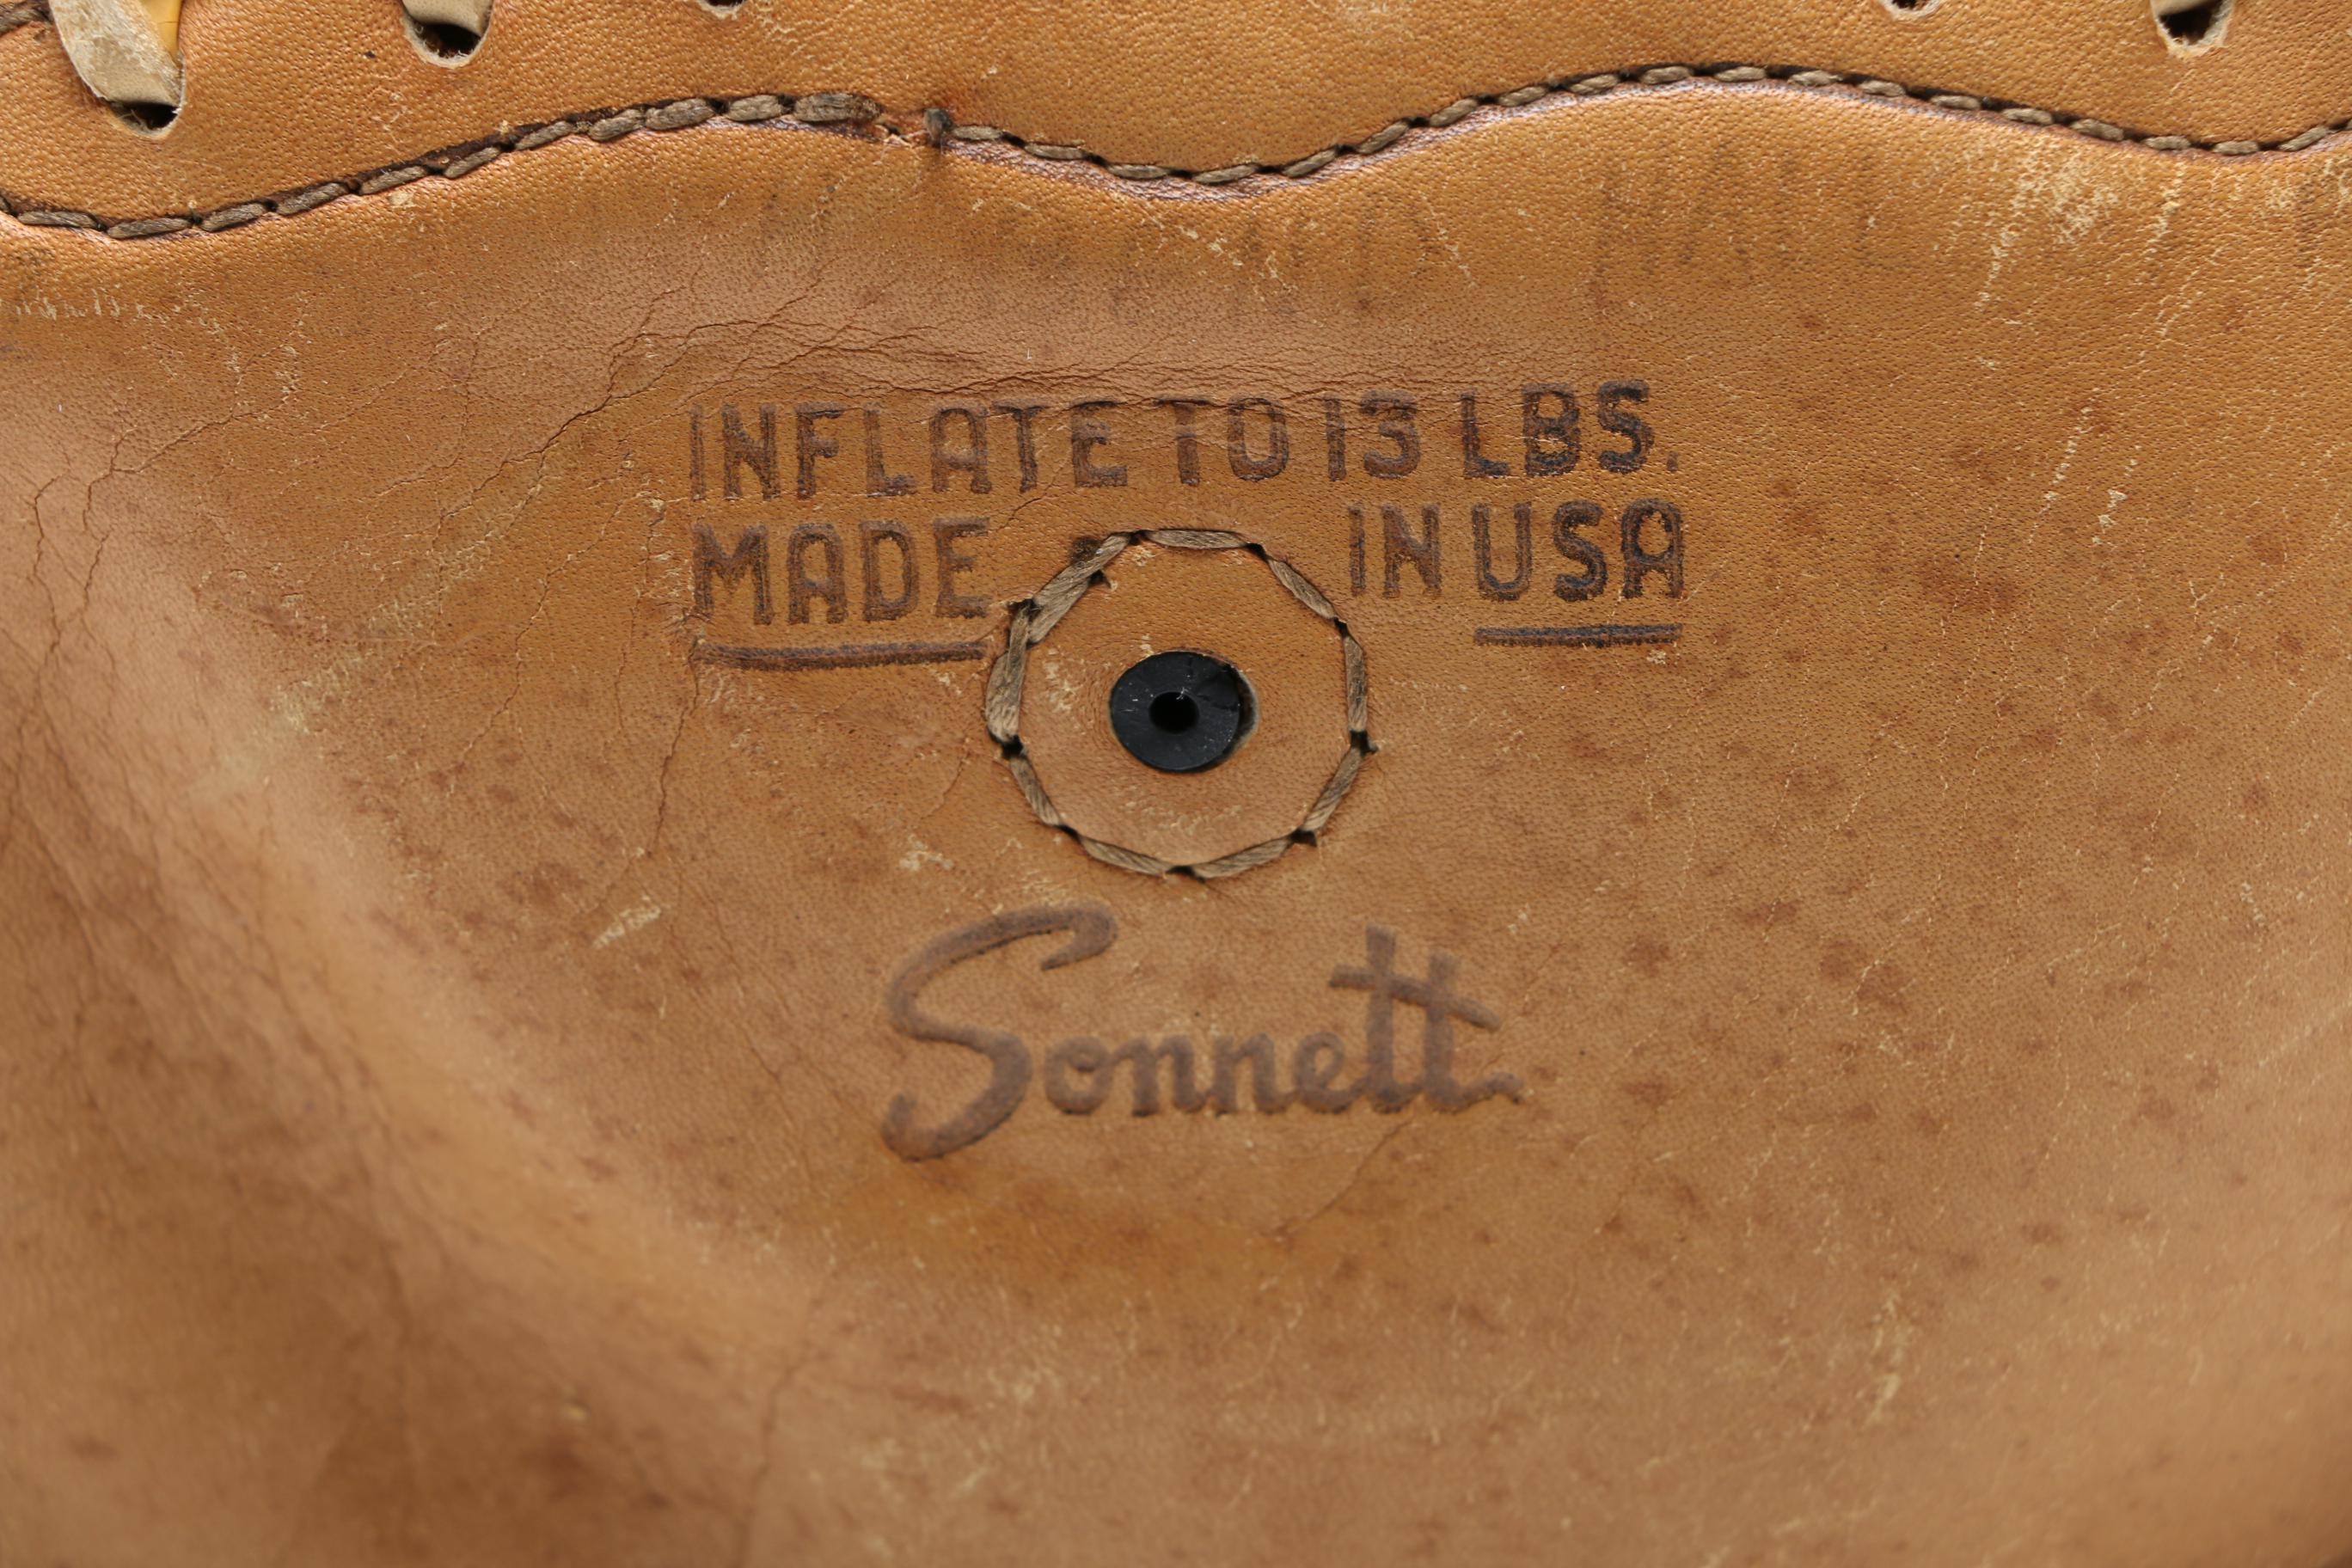 INFLATE TO 13 LBS.
MADE IN USA
Sonnett